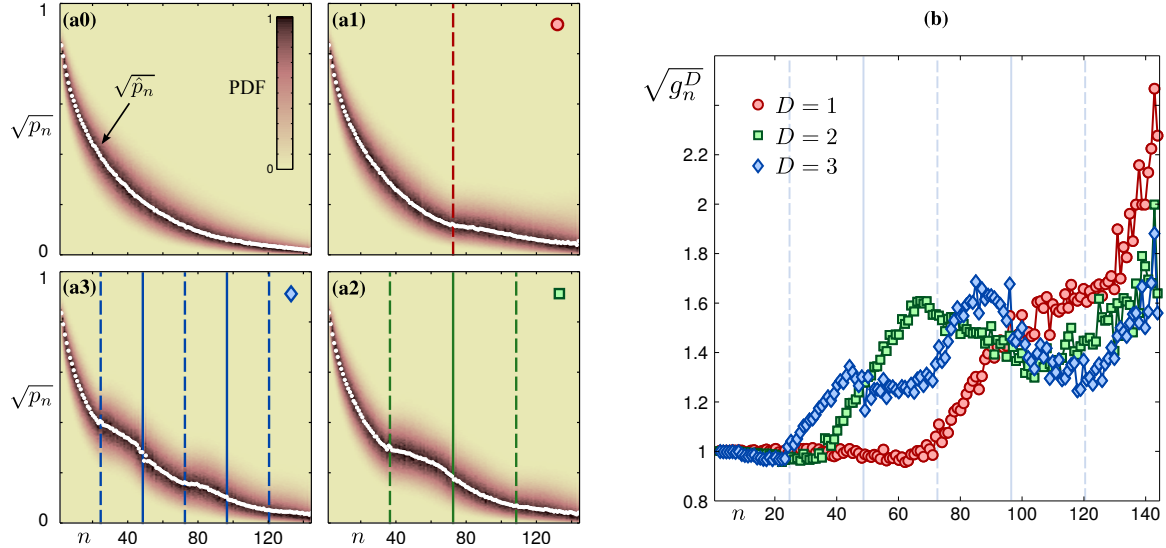 (a0)
1
PDF
0
√p̂ₙ
1
√pₙ
0
(a1)
(a3)
1
√pₙ
0
n 40 80 120
(a2)
n 40 80 120
(b)
√gₙᴰ
D = 1
D = 2
D = 3
2.2
2
1.8
1.6
1.4
1.2
1
0.8
n 20 40 60 80 100 120 140